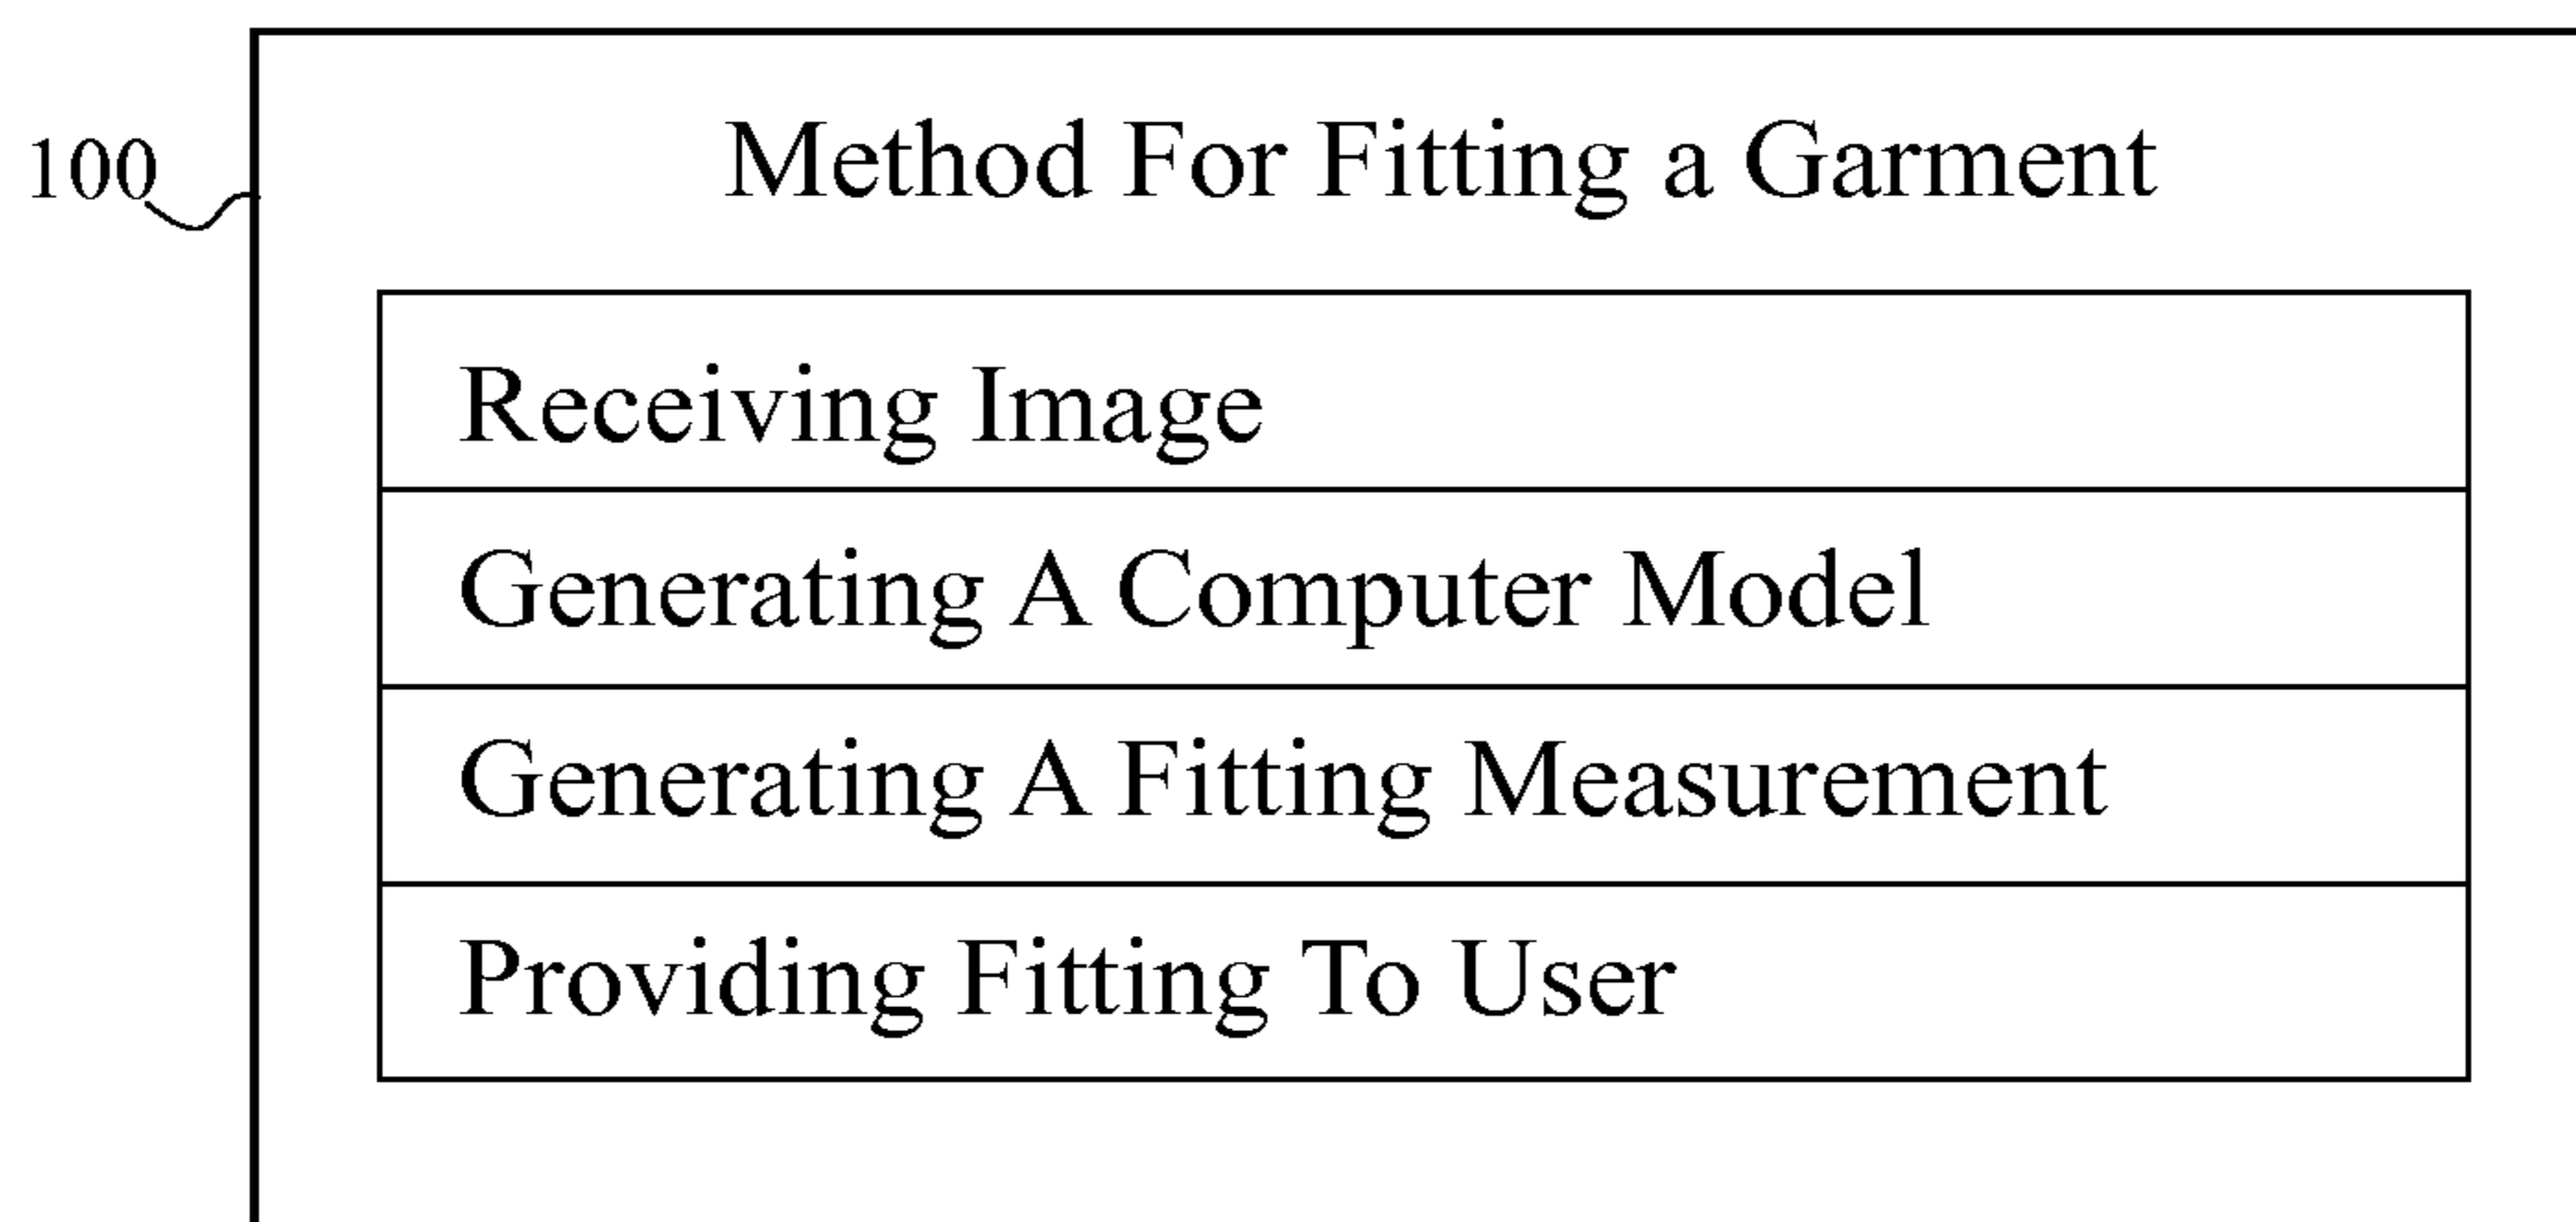 100
Method For Fitting a Garment
Receiving Image
Generating A Computer Model
Generating A Fitting Measurement
Providing Fitting To User